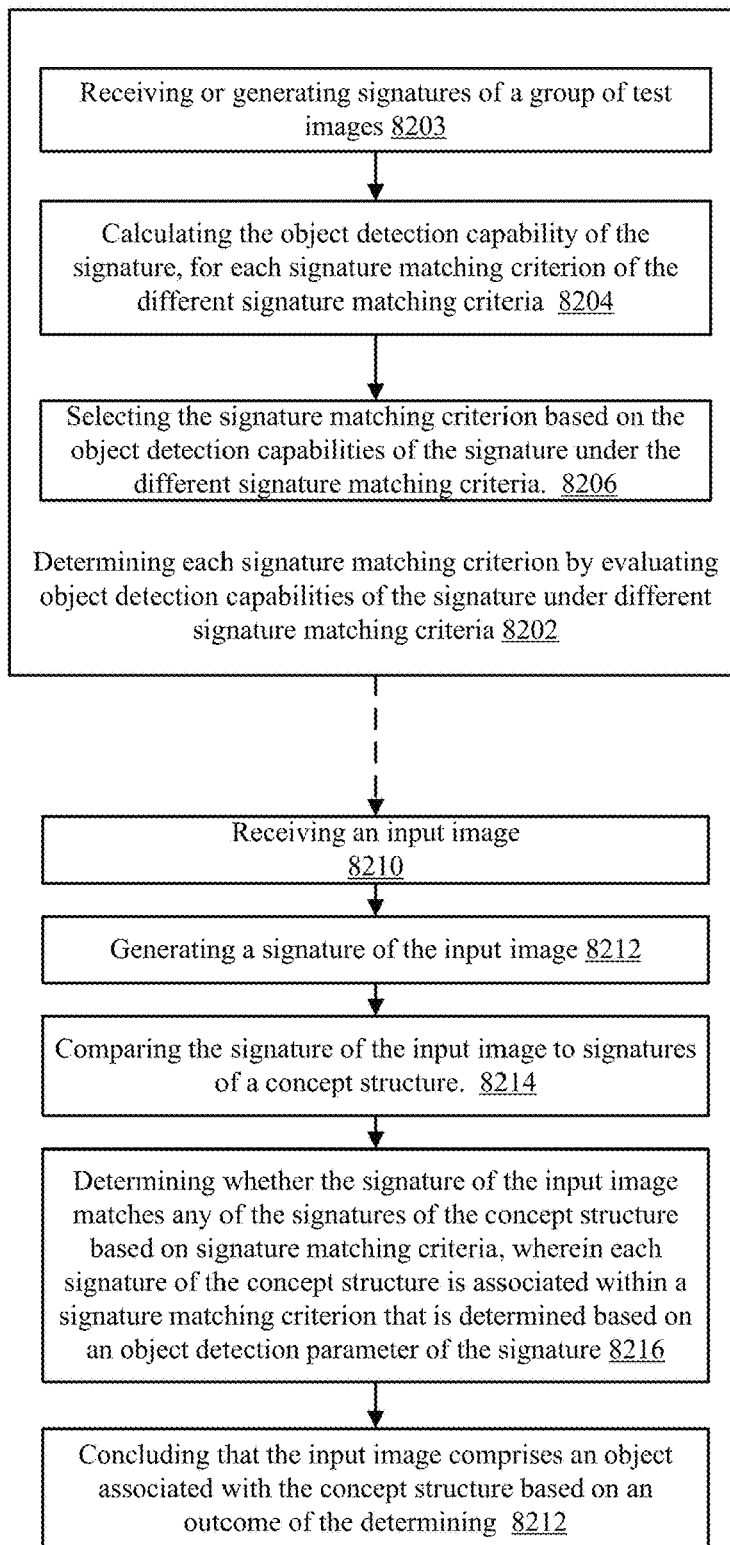 Receiving or generating signatures of a group of test
images 8203
Calculating the object detection capability of the
signature, for each signature matching criterion of the
different signature matching criteria 8204
Selecting the signature matching criterion based on the
object detection capabilities of the signature under the
different signature matching criteria. 8206
Determining each signature matching criterion by evaluating
object detection capabilities of the signature under different
signature matching criteria 8202
Receiving an input image
8210
Generating a signature of the input image 8212
Comparing the signature of the input image to signatures
of a concept structure. 8214
Determining whether the signature of the input image
matches any of the signatures of the concept structure
based on signature matching criteria, wherein each
signature of the concept structure is associated within a
signature matching criterion that is determined based on
an object detection parameter of the signature 8216
Concluding that the input image comprises an object
associated with the concept structure based on an
outcome of the determining 8212